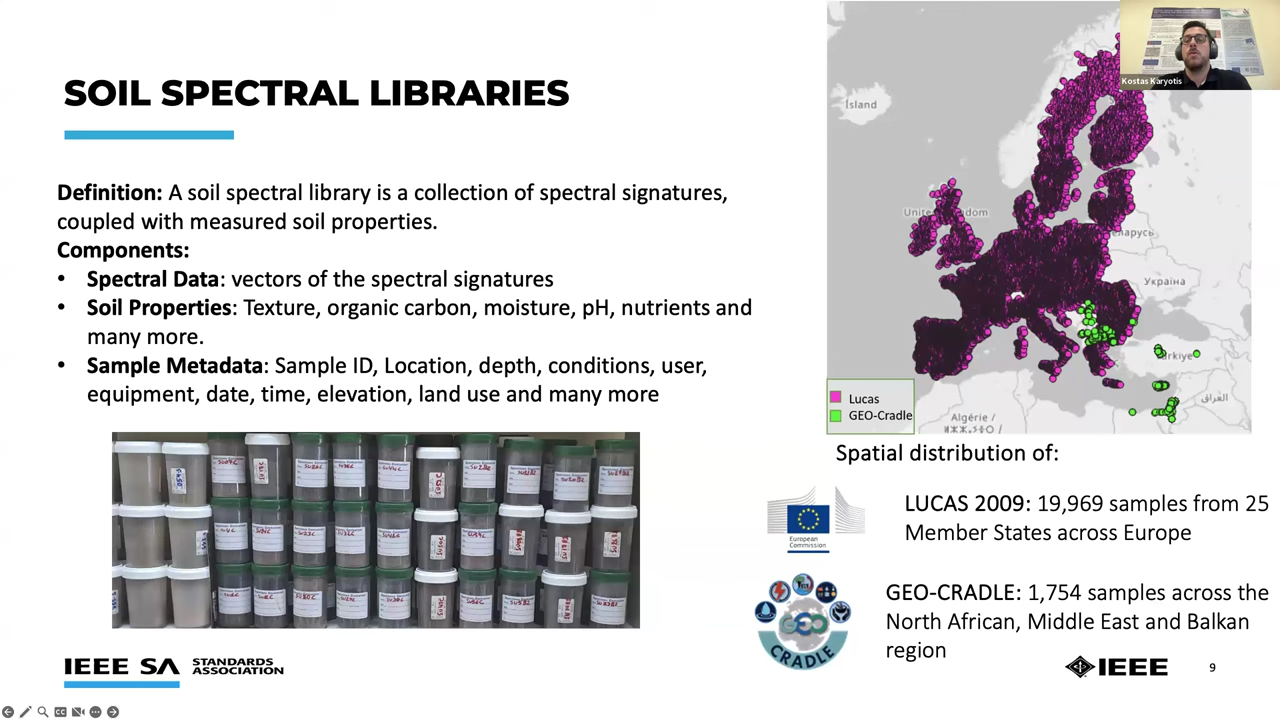 SOIL SPECTRAL LIBRARIES
Definition: A soil spectral library is a collection of spectral signatures,
coupled with measured soil properties.
Components:
• Spectral Data: vectors of the spectral signatures
• Soil Properties: Texture, organic carbon, moisture, pH, nutrients and
many more.
• Sample Metadata: Sample ID, Location, depth, conditions, user,
equipment, date, time, elevation, land use and many more
IEEE SA STANDARDS
ASSOCIATION
Kostas Karyotis
Ísland
United Kingdom
Беларусь
Україна
Türkiye
العراق
Algérie /
Lucas
GEO-Cradle
Spatial distribution of:
European
Commission
LUCAS 2009: 19,969 samples from 25
Member States across Europe
GEO
CRADLE
GEO-CRADLE: 1,754 samples across the
North African, Middle East and Balkan
region
IEEE
9